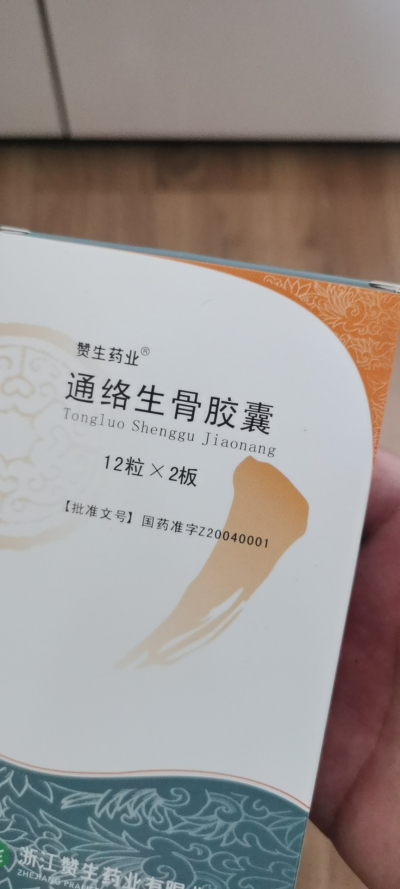 赞生药业®
通络生骨胶囊
Tongluo Shenggu Jiaonang
12粒×2板
【批准文号】国药准字Z20040001
浙江赞生药业有限
ZHEJIANG